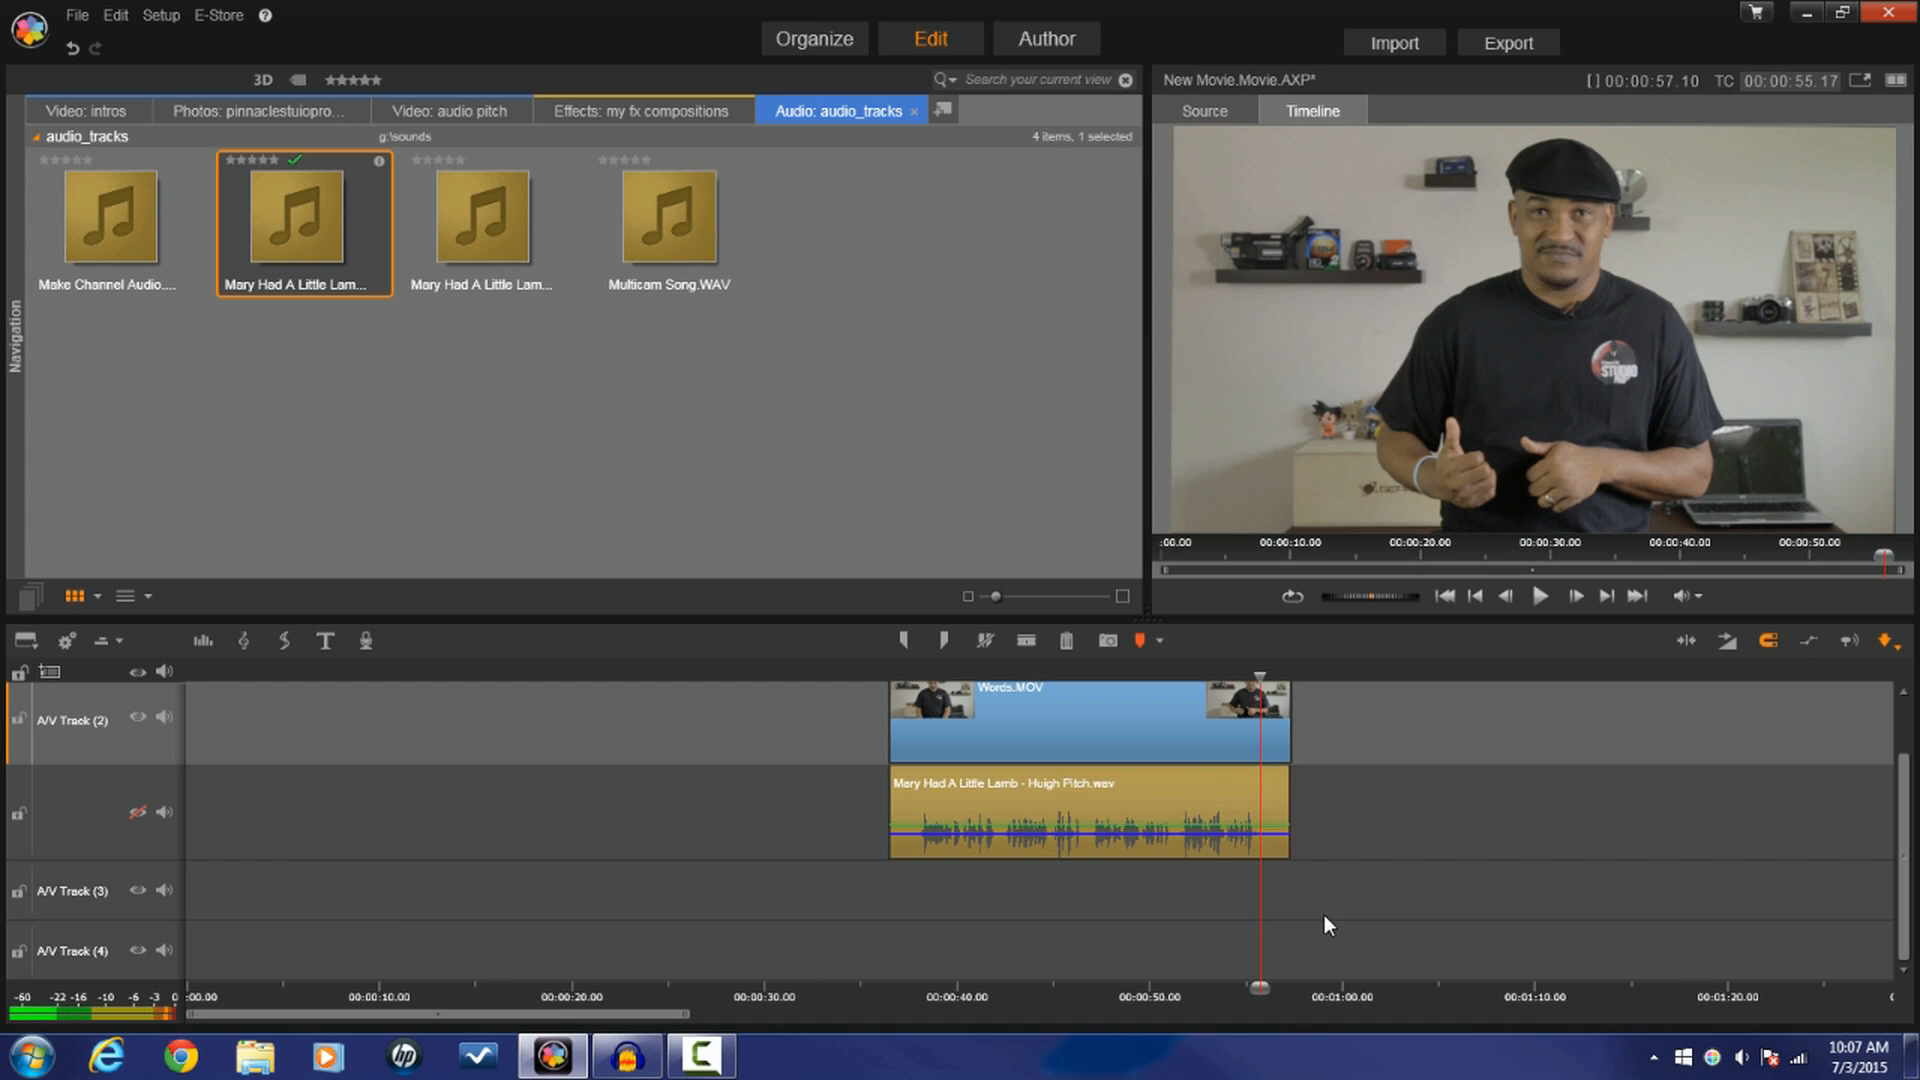 File Edit Setup E-Store ?
Organize Edit Author
Import Export
3D Search your current view
New Movie.Movie.AXP* [ ] 00:00:57.10 TC 00:00:55.17
Video: intros Photos: pinnaclestuiopro... Video: audio pitch Effects: my fx compositions Audio: audio_tracks ×
Source Timeline
audio_tracks g:\sounds 4 items, 1 selected
Make Channel Audio.... Mary Had A Little Lam... Mary Had A Little Lam... Multicam Song.WAV
Navigation
STUDIO
:00.00 00:00:10.00 00:00:20.00 00:00:30.00 00:00:40.00 00:00:50.00
Words.MOV
A/V Track (2)
Mary Had A Little Lamb - Huigh Pitch.wav
A/V Track (3)
A/V Track (4)
-60 -22 -16 -10 -6 -3 0
:00.00 00:00:10.00 00:00:20.00 00:00:30.00 00:00:40.00 00:00:50.00 00:01:00.00 00:01:10.00 00:01:20.00
hp
10:07 AM
7/3/2015